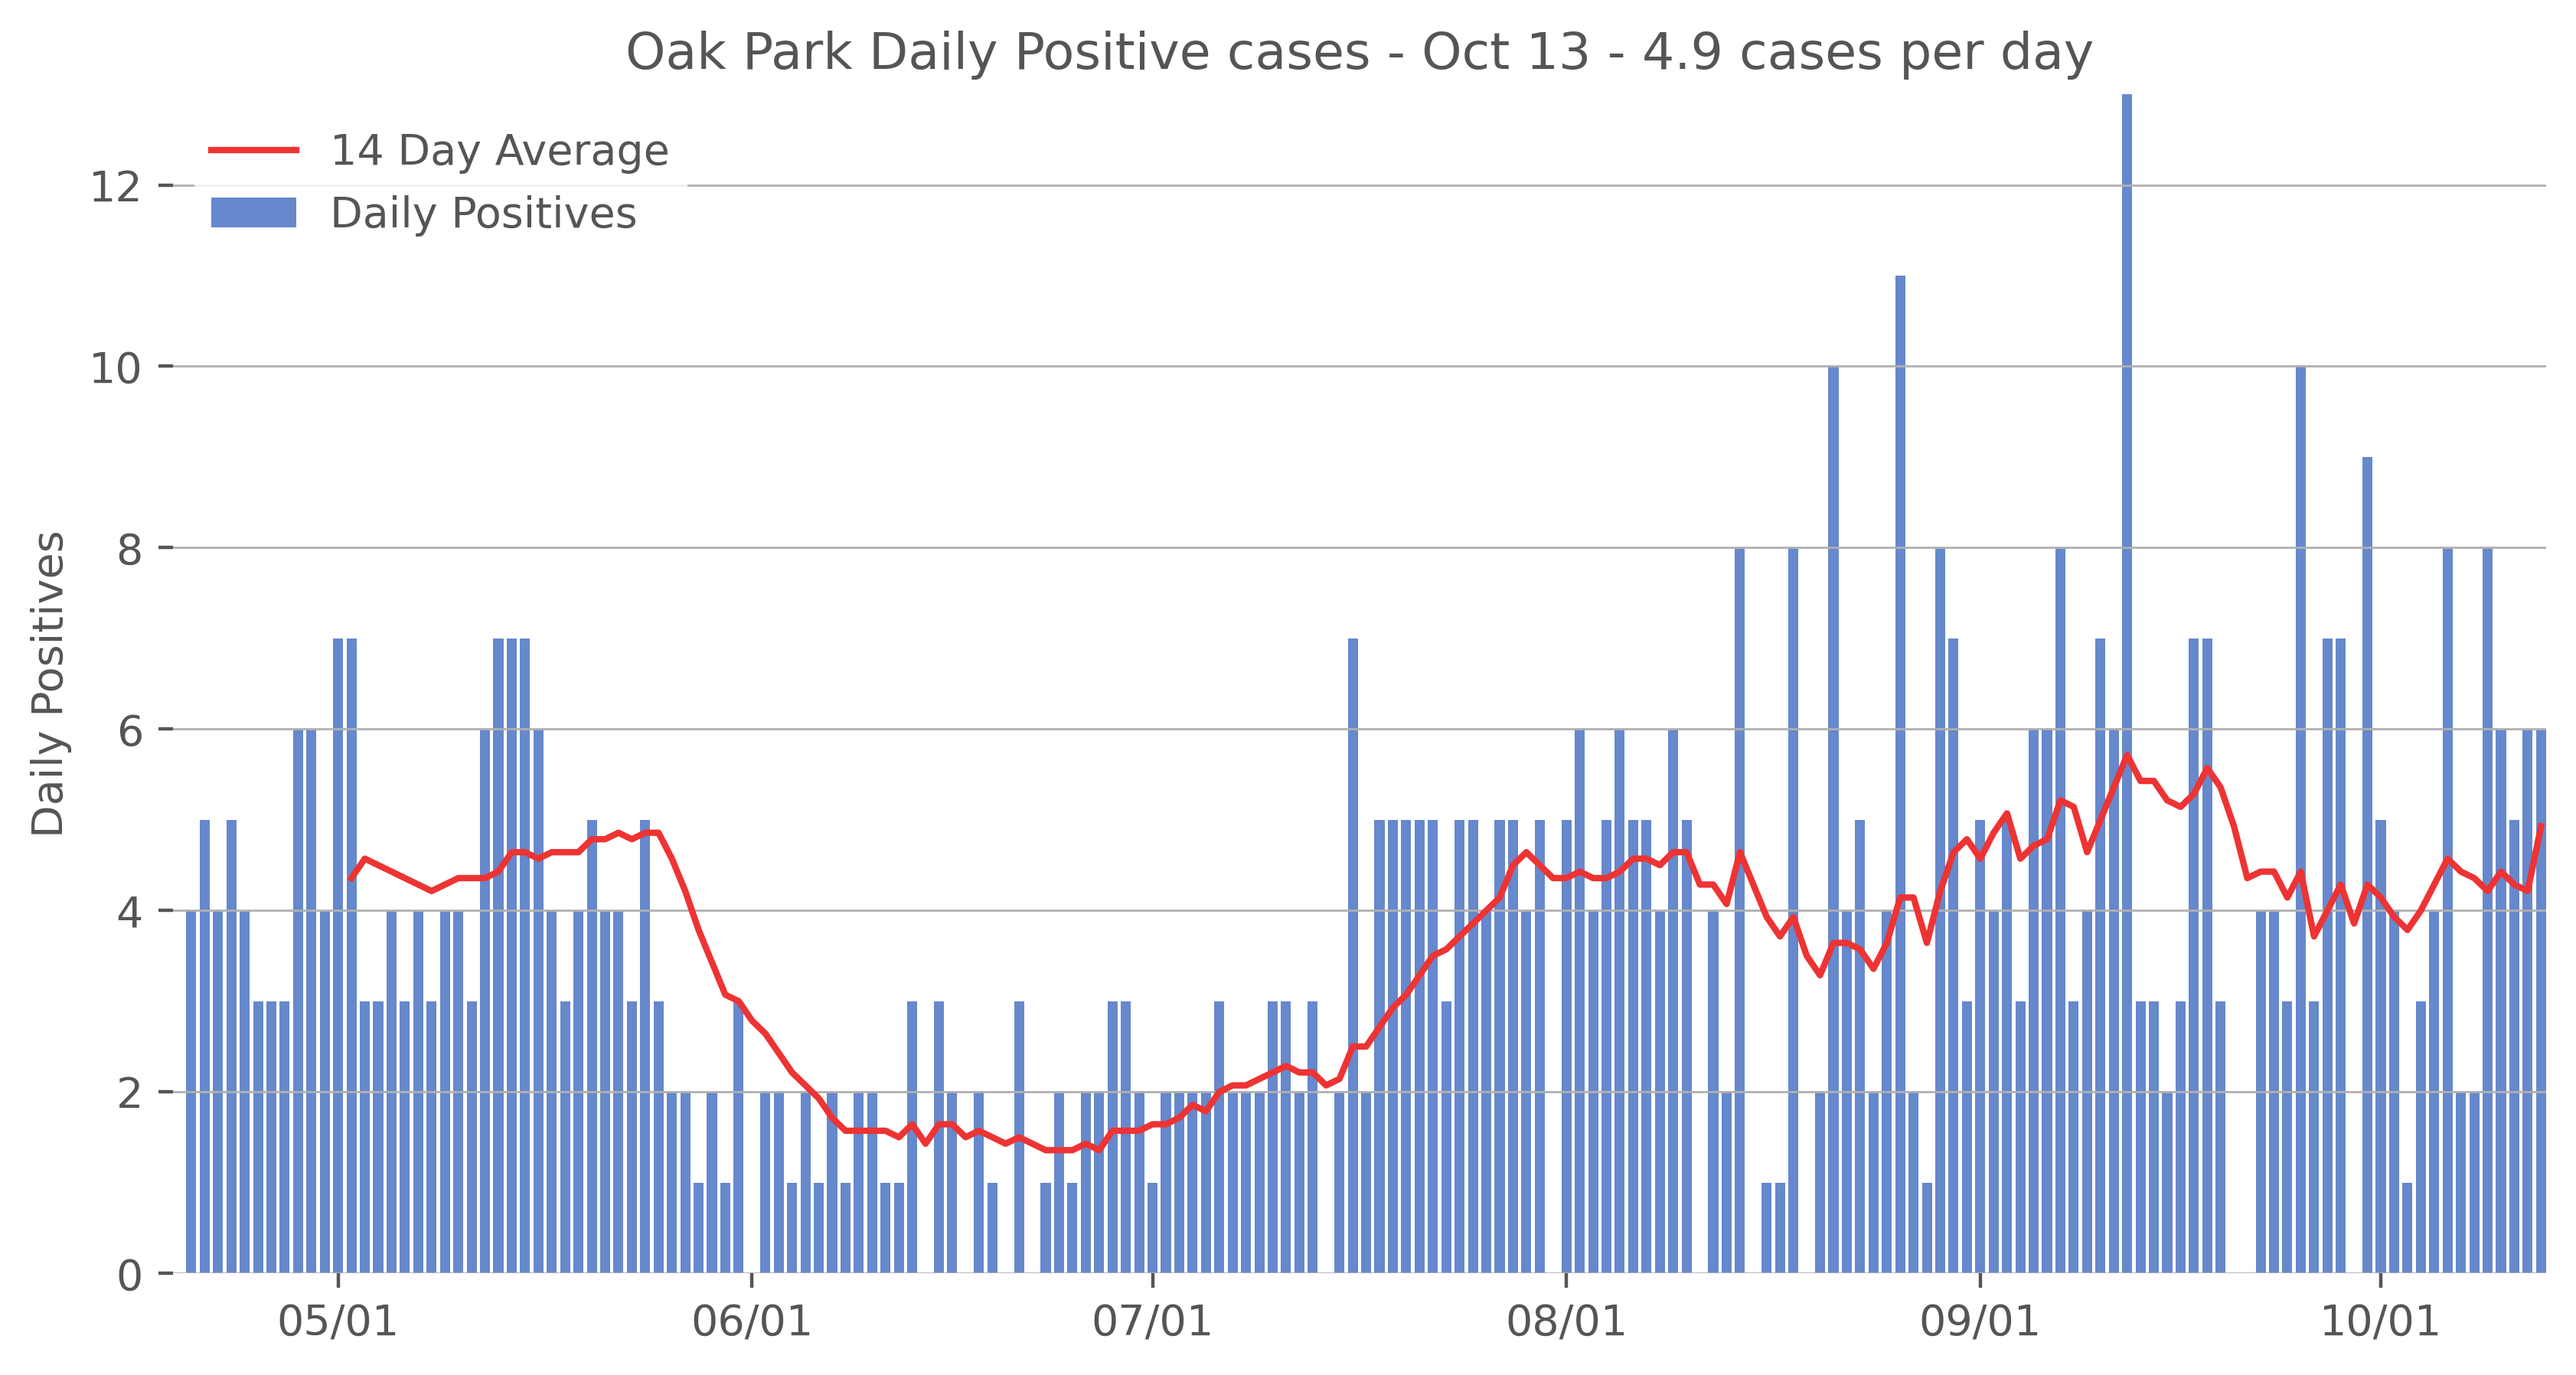 Oak Park Daily Positive cases - Oct 13 - 4.9 cases per day
14 Day Average
Daily Positives
Daily Positives
12
10
8
6
4
2
0
05/01 06/01 07/01 08/01 09/01 10/01